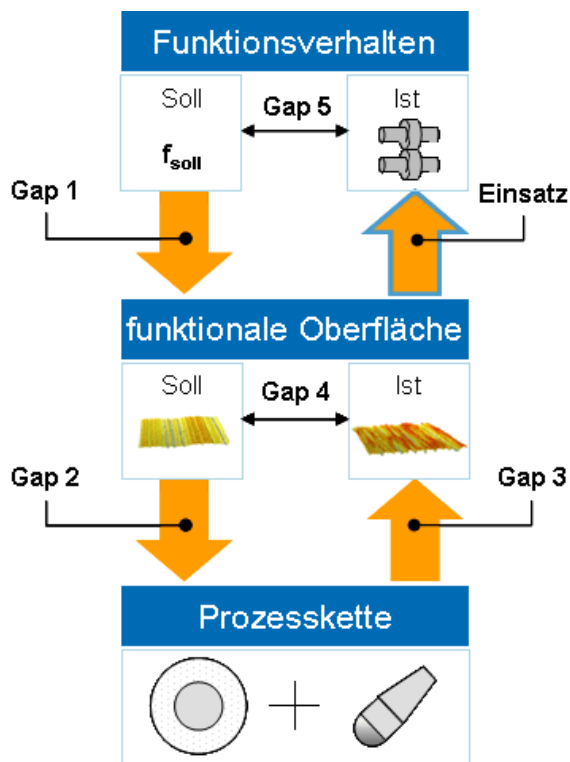 Funktionsverhalten
Soll
Gap 5
Ist
f_soll
Gap 1
Einsatz
funktionale Oberfläche
Soll
Gap 4
Ist
Gap 2
Gap 3
Prozesskette